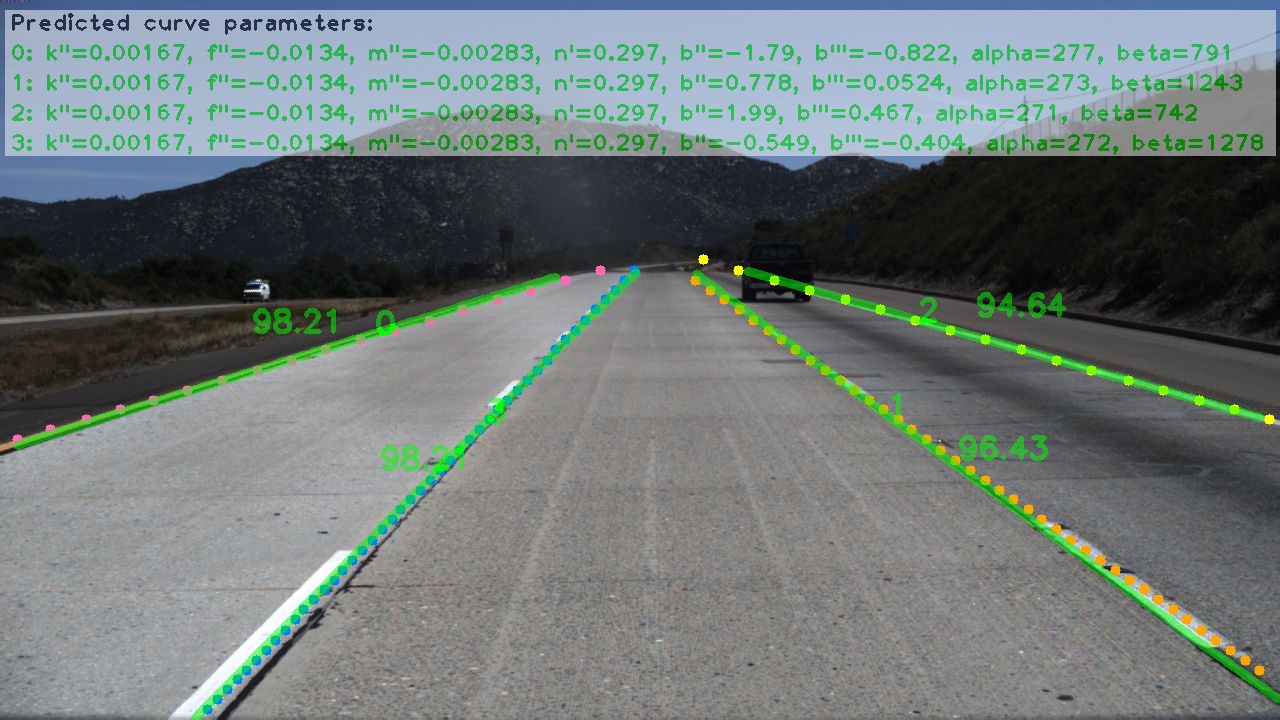 Predicted curve parameters:
0: k''=0.00167, f''=-0.0134, m''=-0.00283, n'=0.297, b''=-1.79, b'''=-0.822, alpha=277, beta=791
1: k''=0.00167, f''=-0.0134, m''=-0.00283, n'=0.297, b''=0.778, b'''=0.0524, alpha=273, beta=1243
2: k''=0.00167, f''=-0.0134, m''=-0.00283, n'=0.297, b''=1.99, b'''=0.467, alpha=271, beta=742
3: k''=0.00167, f''=-0.0134, m''=-0.00283, n'=0.297, b''=-0.549, b'''=-0.404, alpha=272, beta=1278
98.21 0
2 94.64
1
98.21
96.43